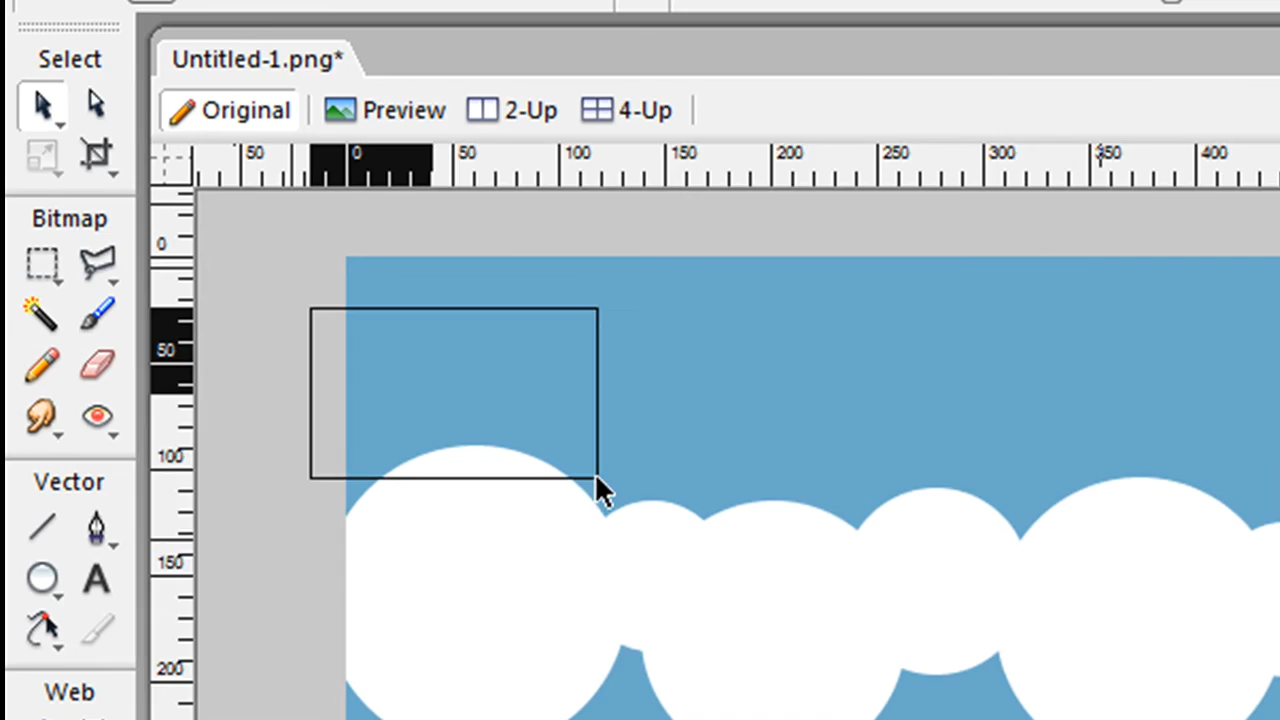 Select
Untitled-1.png*
Original Preview 2-Up 4-Up
50 0 50 100 150 200 250 300 350 400
Bitmap
0
50
100
150
200
Vector
A
Web